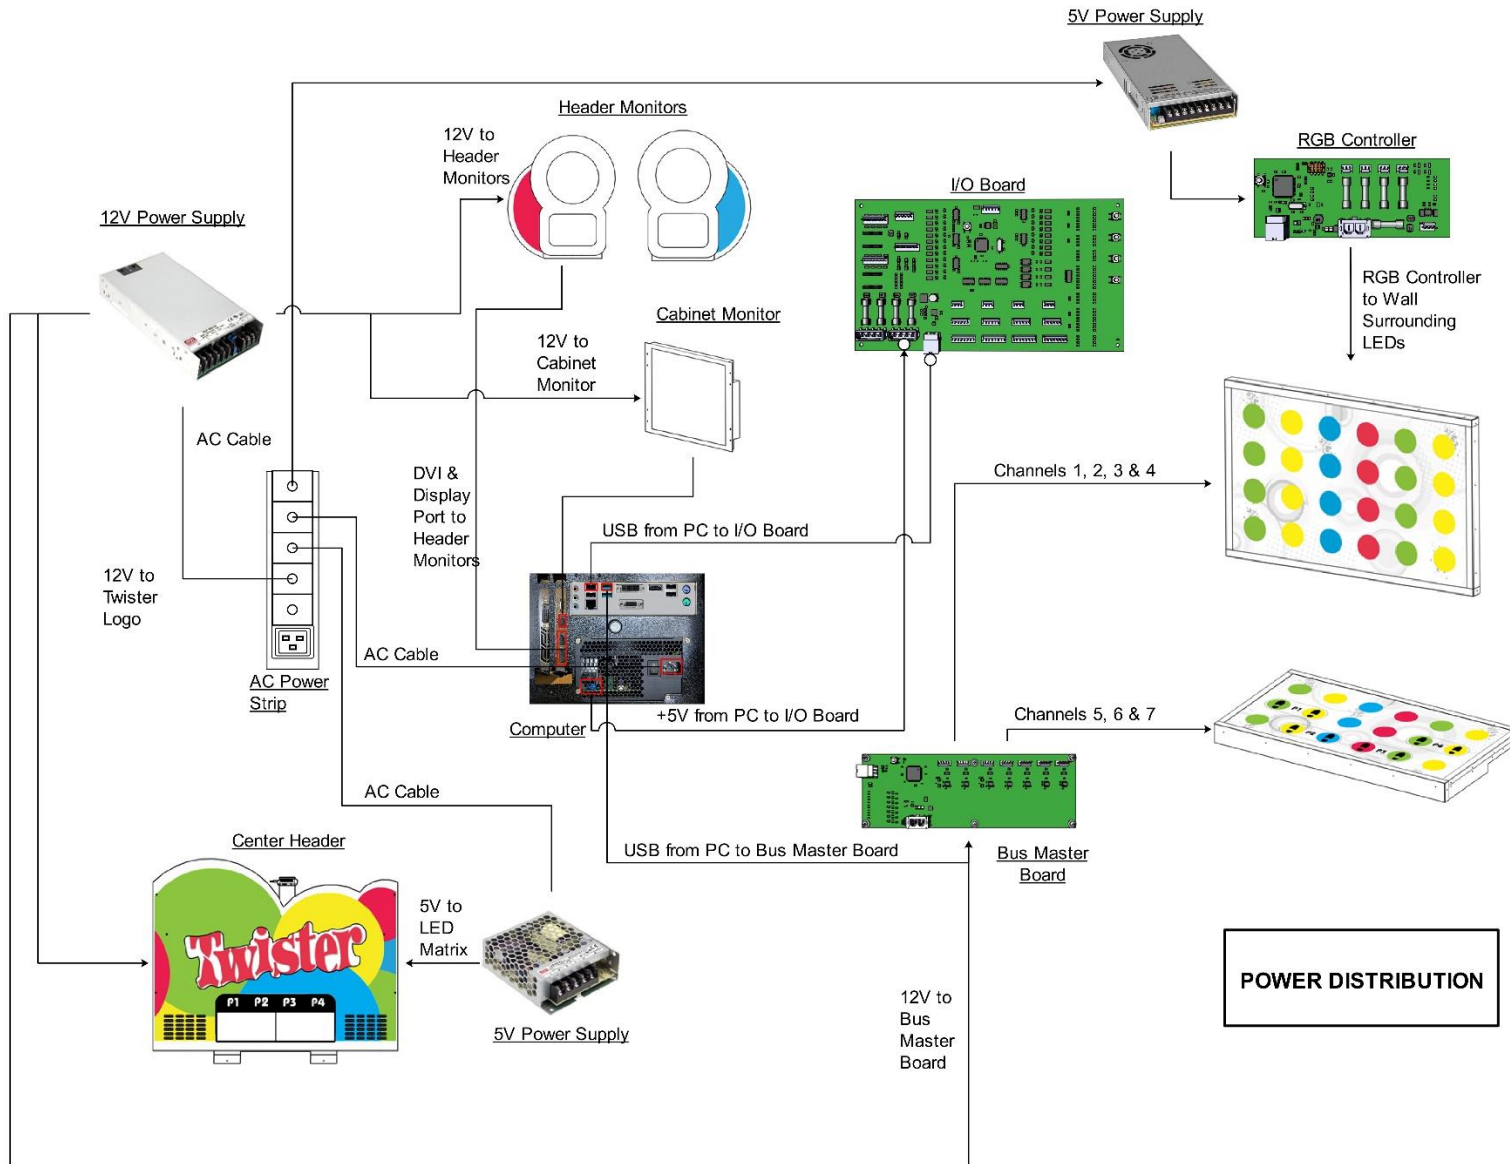 5V Power Supply
Header Monitors
12V to
Header
Monitors
RGB Controller
I/O Board
12V Power Supply
RGB Controller
to Wall
Surrounding
LEDs
Cabinet Monitor
12V to
Cabinet
Monitor
AC Cable
DVI &
Display
Port to
Header
Monitors
Channels 1, 2, 3 & 4
USB from PC to I/O Board
12V to
Twister
Logo
AC Cable
AC Power
Strip
+5V from PC to I/O Board
Computer
Channels 5, 6 & 7
P1
P2
P3
P4
AC Cable
Center Header
USB from PC to Bus Master Board
Bus Master
Board
5V to
LED
Matrix
Twister
P1 P2 P3 P4
5V Power Supply
12V to
Bus
Master
Board
POWER DISTRIBUTION